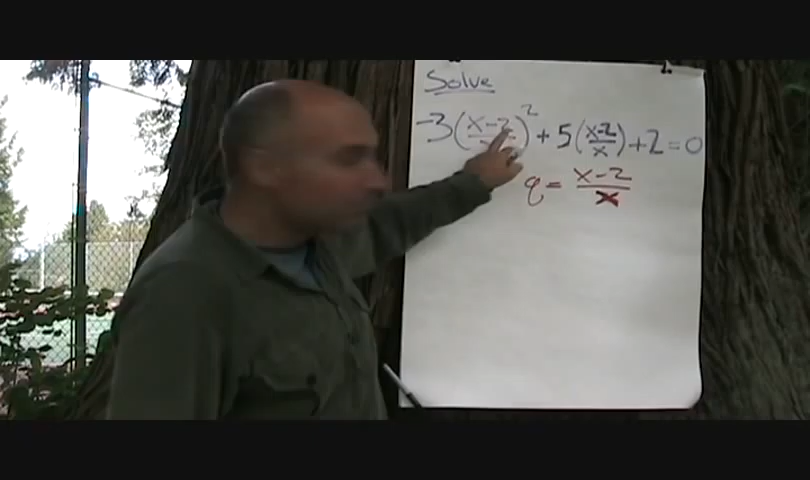 Solve
-3(x-2/x)² + 5(x-2/x) + 2 = 0
q = x-2/x